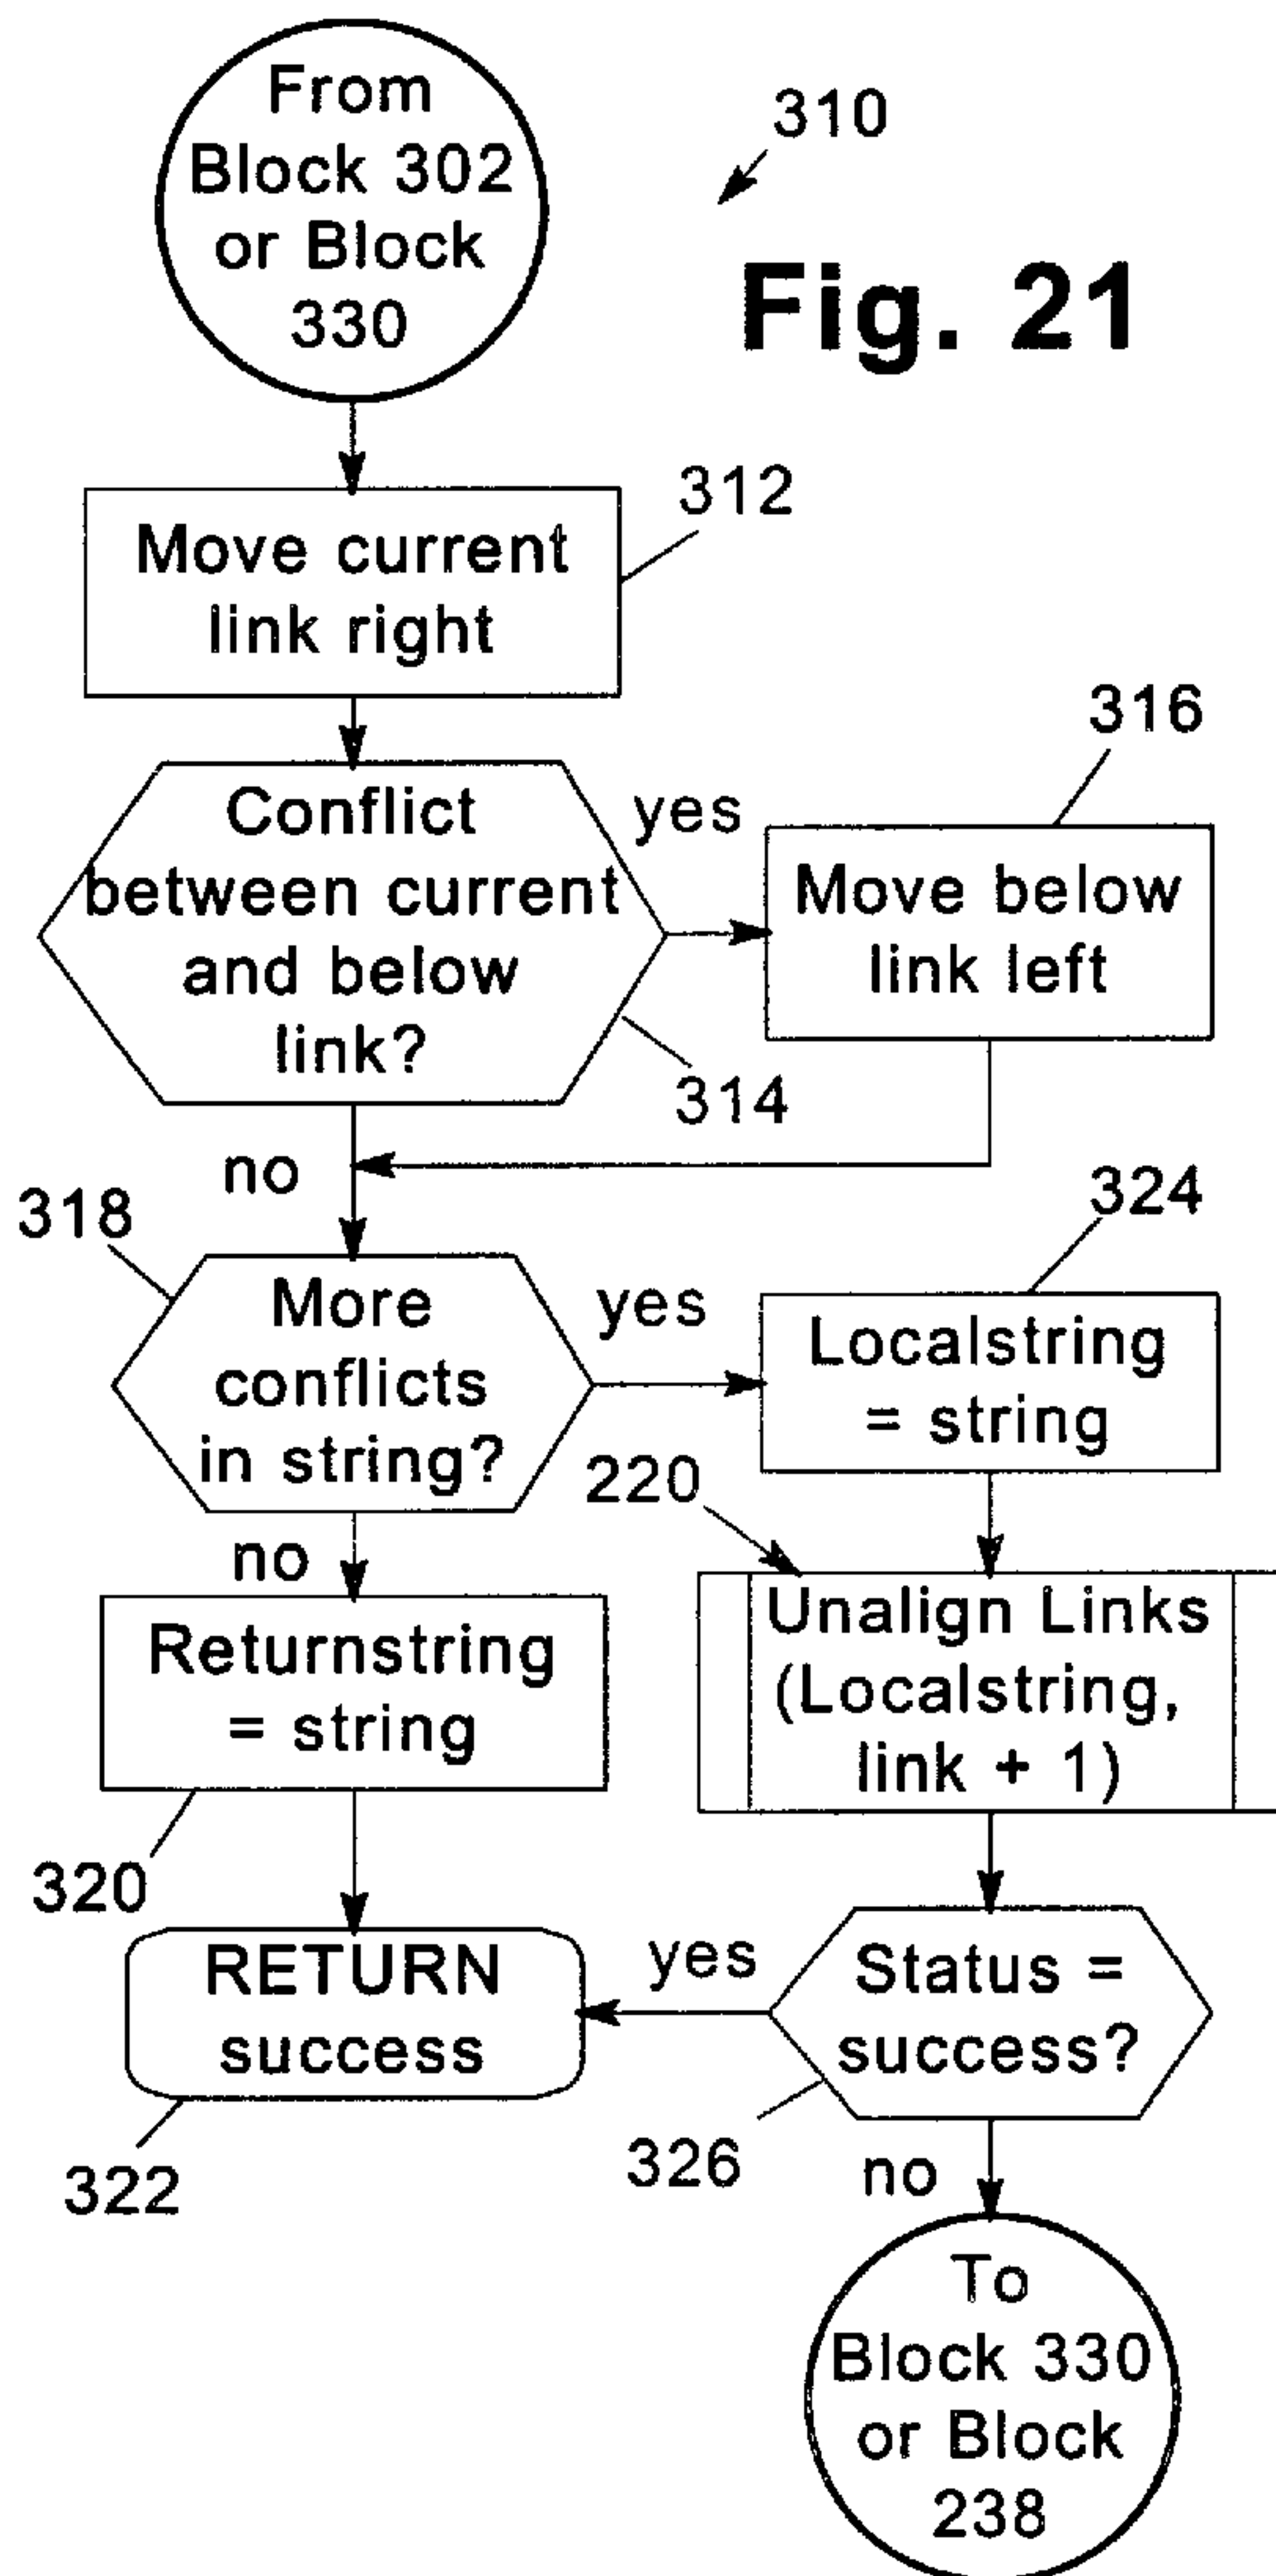 From
Block 302
or Block
330
310
Fig. 21
312
Move current
link right
316
Conflict
between current
and below
link?
yes
Move below
link left
314
no
318
324
More
conflicts
in string?
yes
Localstring
= string
220
no
Unalign Links
(Localstring,
link + 1)
Returnstring
= string
320
RETURN
success
yes
Status =
success?
322
326
no
To
Block 330
or Block
238